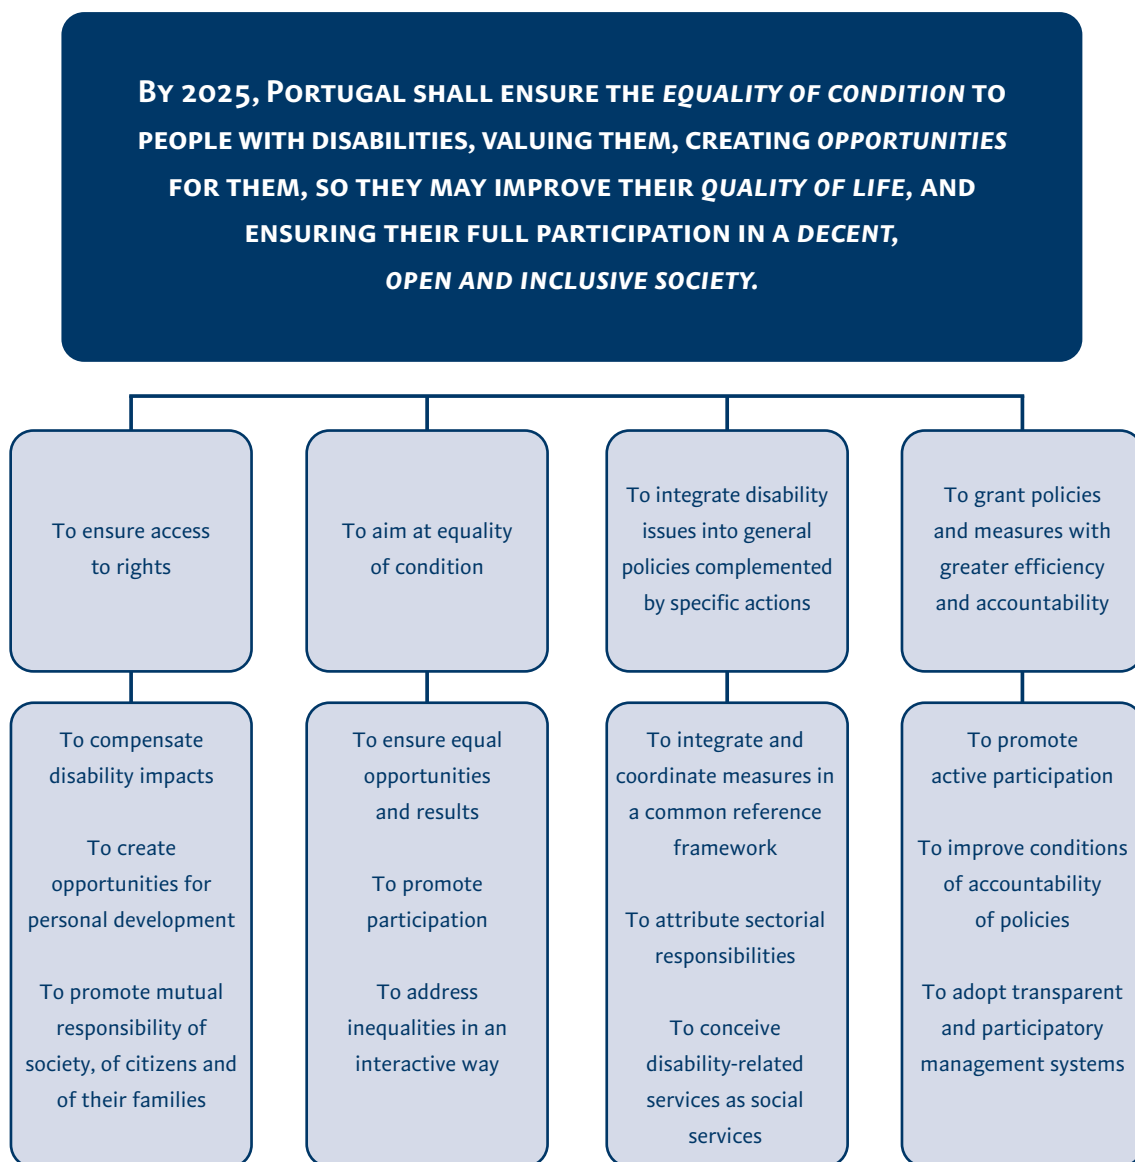 BY 2025, PORTUGAL SHALL ENSURE THE EQUALITY OF CONDITION TO
PEOPLE WITH DISABILITIES, VALUING THEM, CREATING OPPORTUNITIES
FOR THEM, SO THEY MAY IMPROVE THEIR QUALITY OF LIFE, AND
ENSURING THEIR FULL PARTICIPATION IN A DECENT,
OPEN AND INCLUSIVE SOCIETY.
To ensure access
to rights
To aim at equality
of condition
To integrate disability
issues into general
policies complemented
by specific actions
To grant policies
and measures with
greater efficiency
and accountability
To compensate
disability impacts
To create
opportunities for
personal development
To promote mutual
responsibility of
society, of citizens and
of their families
To ensure equal
opportunities
and results
To promote
participation
To address
inequalities in an
interactive way
To integrate and
coordinate measures in
a common reference
framework
To attribute sectorial
responsibilities
To conceive
disability-related
services as social
services
To promote
active participation
To improve conditions
of accountability
of policies
To adopt transparent
and participatory
management systems